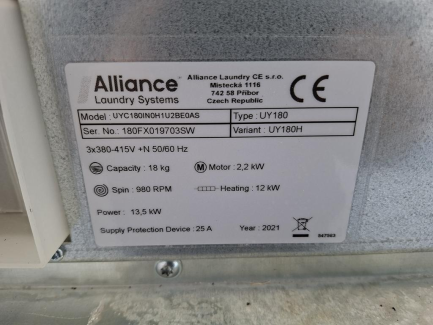 Alliance
Laundry Systems
Alliance Laundry CE s.r.o.
Místecká 1116
742 58 Příbor
Czech Republic
CE
Model : UYC180IN0H1U2BE0AS
Type : UY180
Ser. No.: 180FX019703SW
Variant : UY180H
3x380-415V +N 50/60 Hz
Capacity : 18 kg
M Motor : 2,2 kW
Spin : 980 RPM
Heating : 12 kW
Power : 13,5 kW
Supply Protection Device : 25 A
Year : 2021